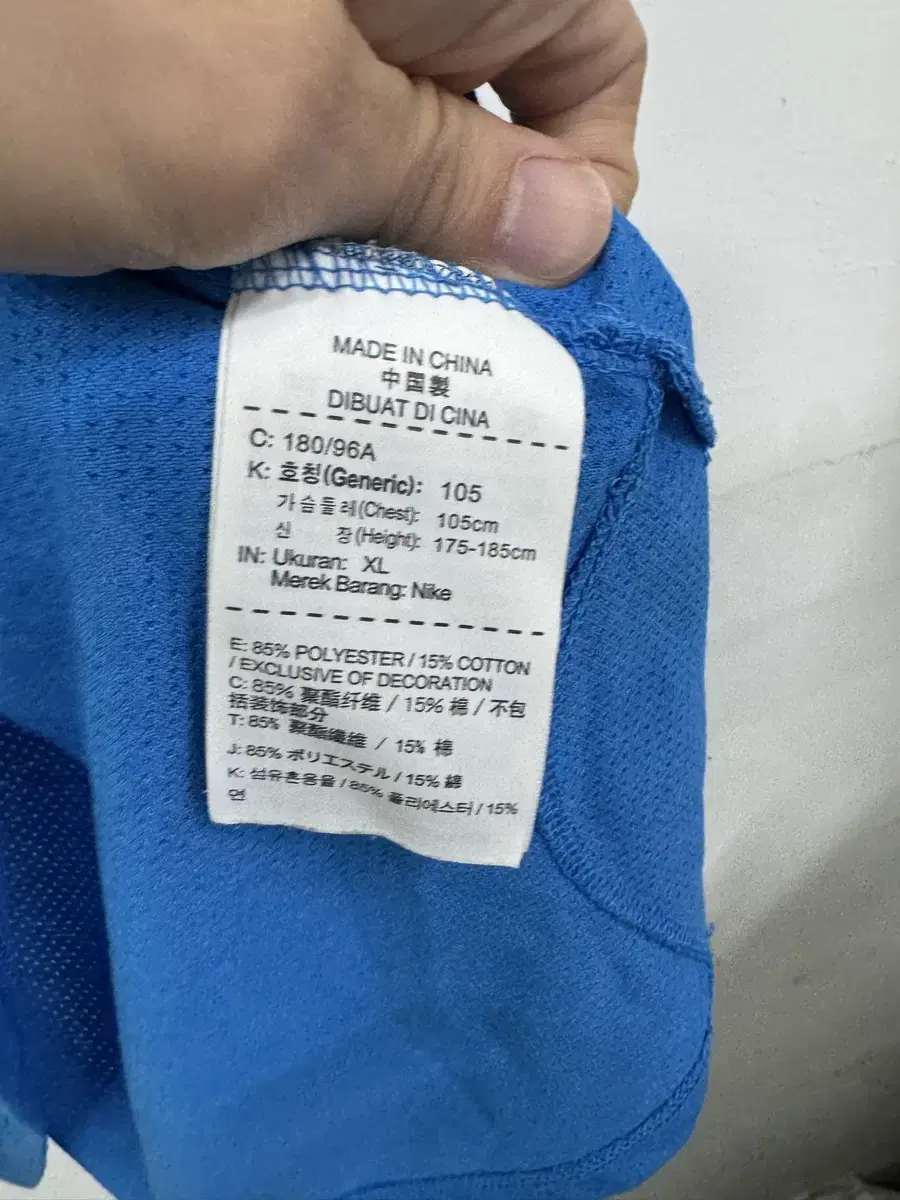 MADE IN CHINA
中国製
DIBUAT DI CINA
C: 180/96A
K: 호칭(Generic): 105
가슴둘레(Chest): 105cm
신 장(Height): 175-185cm
IN: Ukuran: XL
Merek Barang: Nike
E: 85% POLYESTER / 15% COTTON
/ EXCLUSIVE OF DECORATION
C: 85% 聚酯纤维 / 15% 棉 / 不包
括装饰部分
T: 85% 聚酯纖維 / 15% 棉
J: 85% ポリエステル / 15% 綿
K: 섬유혼용율 / 85% 폴리에스터 / 15%
면